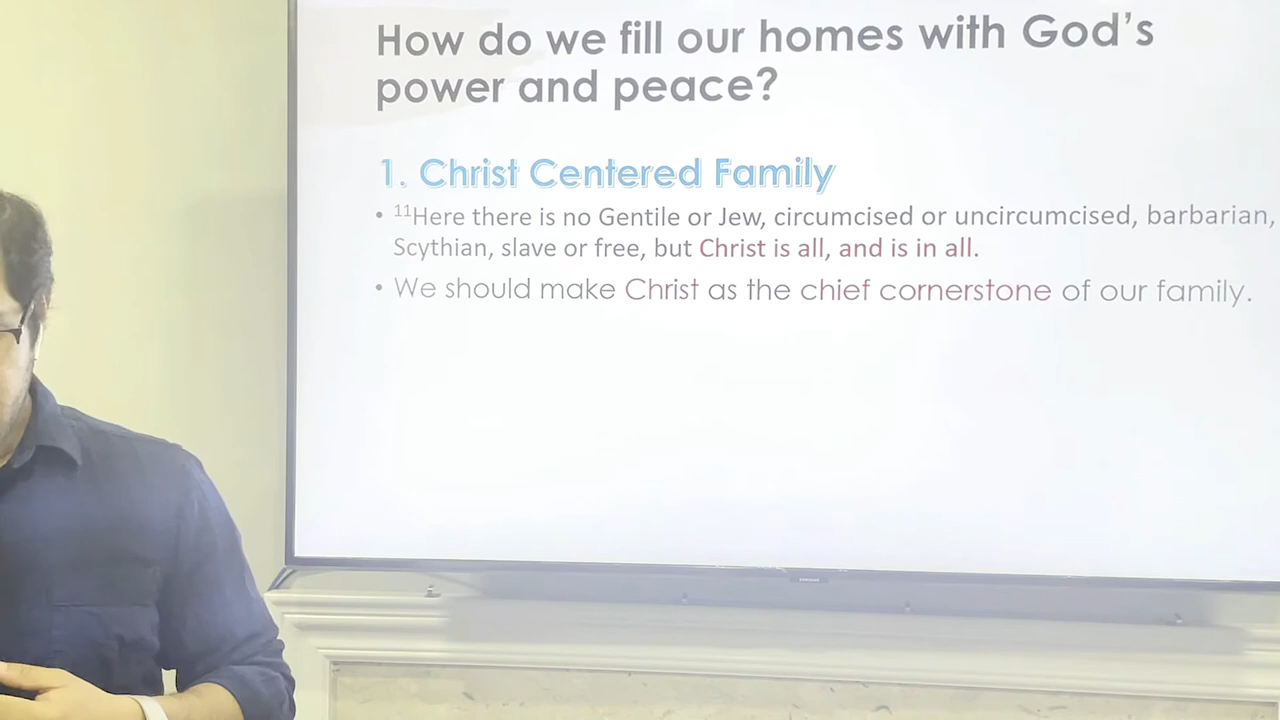 How do we fill our homes with God's
power and peace?
1. Christ Centered Family
• ¹¹Here there is no Gentile or Jew, circumcised or uncircumcised, barbarian,
Scythian, slave or free, but Christ is all, and is in all.
• We should make Christ as the chief cornerstone of our family.
SAMSUNG